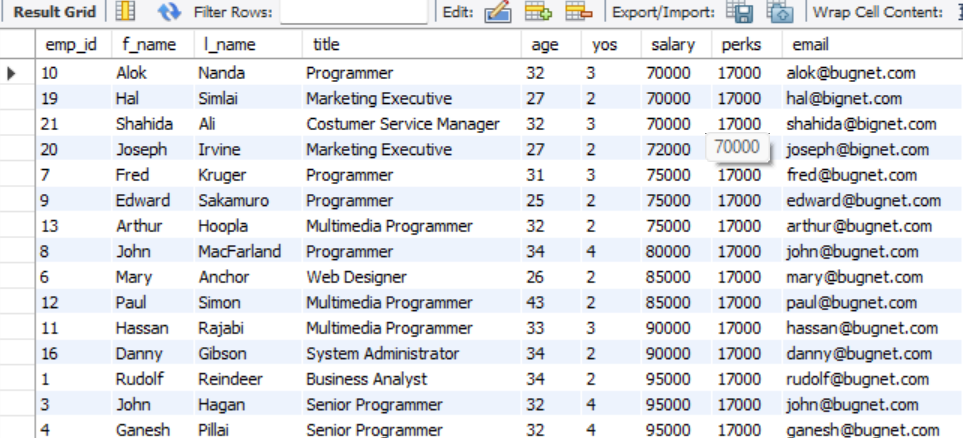 Result Grid Filter Rows: Edit: Export/Import: Wrap Cell Content:
emp_id f_name l_name title age yos salary perks email
10 Alok Nanda Programmer 32 3 70000 17000 alok@bugnet.com
19 Hal Simlai Marketing Executive 27 2 70000 17000 hal@bignet.com
21 Shahida Ali Costumer Service Manager 32 3 70000 17000 shahida@bignet.com
20 Joseph Irvine Marketing Executive 27 2 72000 70000 joseph@bignet.com
7 Fred Kruger Programmer 31 3 75000 17000 fred@bugnet.com
9 Edward Sakamuro Programmer 25 2 75000 17000 edward@bugnet.com
13 Arthur Hoopla Multimedia Programmer 32 2 75000 17000 arthur@bugnet.com
8 John MacFarland Programmer 34 4 80000 17000 john@bugnet.com
6 Mary Anchor Web Designer 26 2 85000 17000 mary@bugnet.com
12 Paul Simon Multimedia Programmer 43 2 85000 17000 paul@bugnet.com
11 Hassan Rajabi Multimedia Programmer 33 3 90000 17000 hassan@bugnet.com
16 Danny Gibson System Administrator 34 2 90000 17000 danny@bugnet.com
1 Rudolf Reindeer Business Analyst 34 2 95000 17000 rudolf@bugnet.com
3 John Hagan Senior Programmer 32 4 95000 17000 john@bugnet.com
4 Ganesh Pillai Senior Programmer 32 4 95000 17000 ganesh@bugnet.com